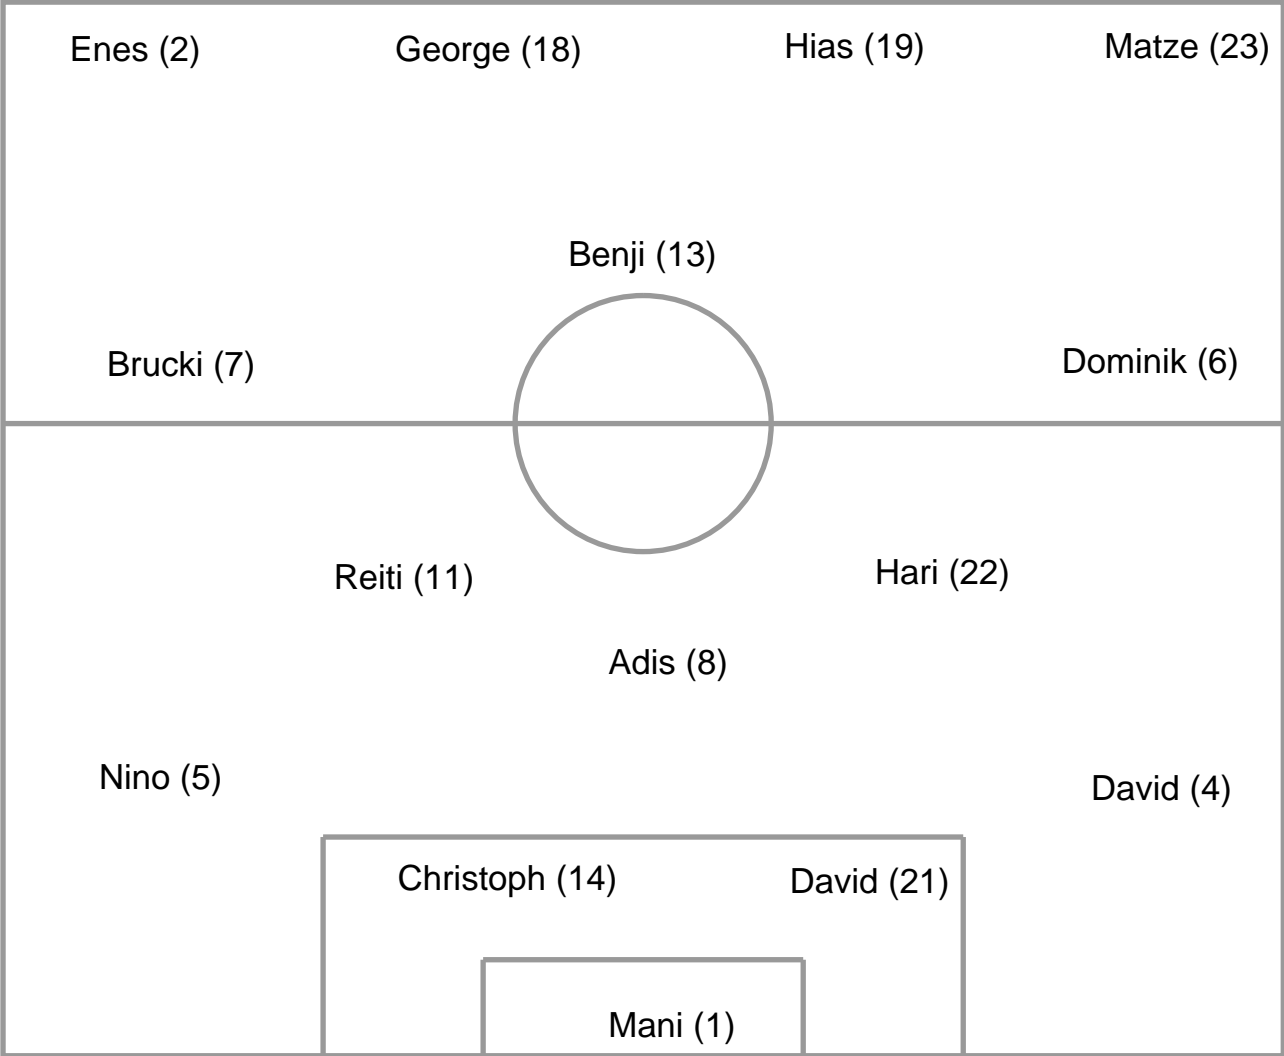 Enes (2)
George (18)
Hias (19)
Matze (23)
Benji (13)
Brucki (7)
Dominik (6)
Reiti (11)
Hari (22)
Adis (8)
Nino (5)
David (4)
Christoph (14)
David (21)
Mani (1)